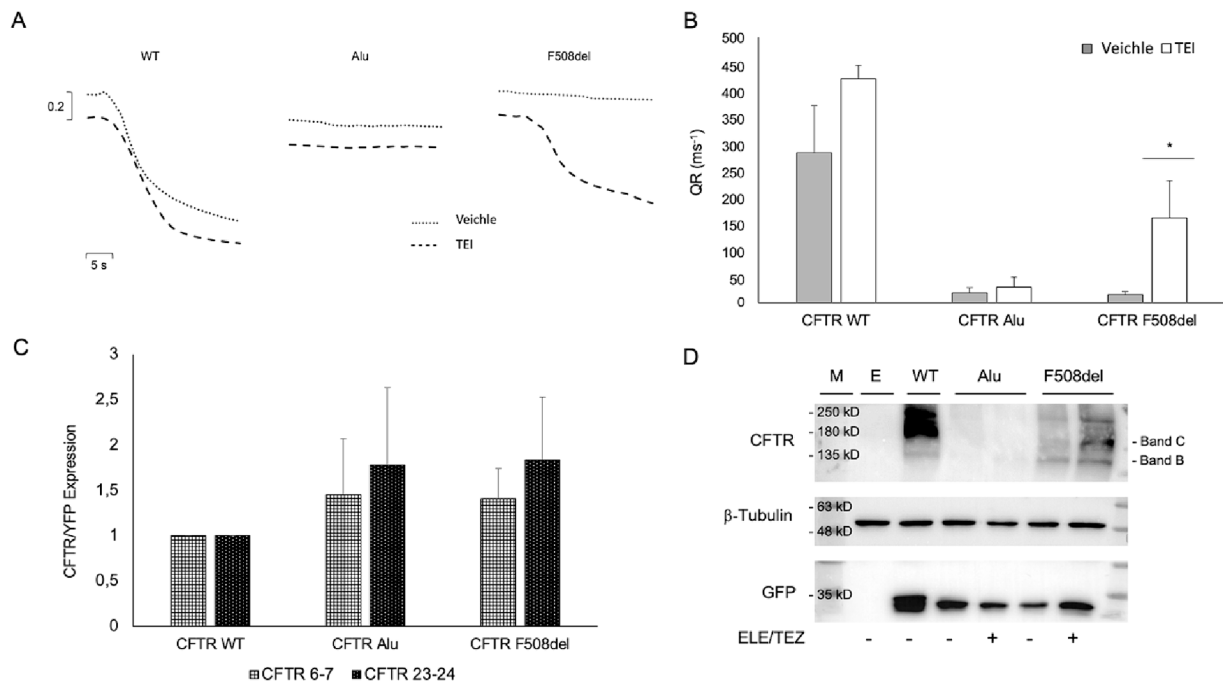 A
WT
Alu
F508del
0.2
Veichle
TEI
5 s
B
Veichle
TEI
QR (ms⁻¹)
500
450
400
350
300
250
200
150
100
50
0
*
CFTR WT
CFTR Alu
CFTR F508del
C
CFTR/YFP Expression
3
2,5
2
1,5
1
0,5
0
CFTR WT
CFTR Alu
CFTR F508del
CFTR 6-7
CFTR 23-24
D
M E WT Alu F508del
CFTR
- 250 kD
- 180 kD
- 135 kD
- Band C
- Band B
β-Tubulin
- 63 kD
- 48 kD
GFP
- 35 kD
ELE/TEZ - - - + - +